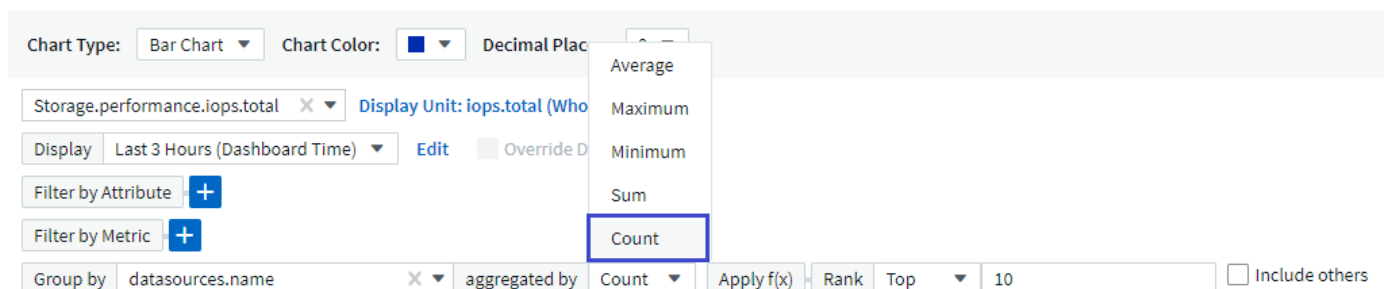 Chart Type: Bar Chart Chart Color: Decimal Plac
Average
Storage.performance.iops.total Display Unit: iops.total (Who
Maximum
Display Last 3 Hours (Dashboard Time) Edit Override D
Minimum
Filter by Attribute +
Sum
Filter by Metric +
Count
Group by datasources.name aggregated by Count Apply f(x) Rank Top 10 Include others